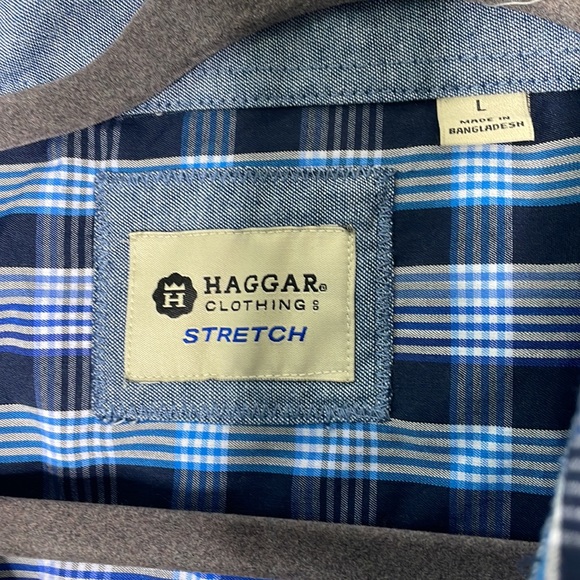 L
MADE IN
BANGLADESH
H
HAGGAR®
CLOTHING
STRETCH